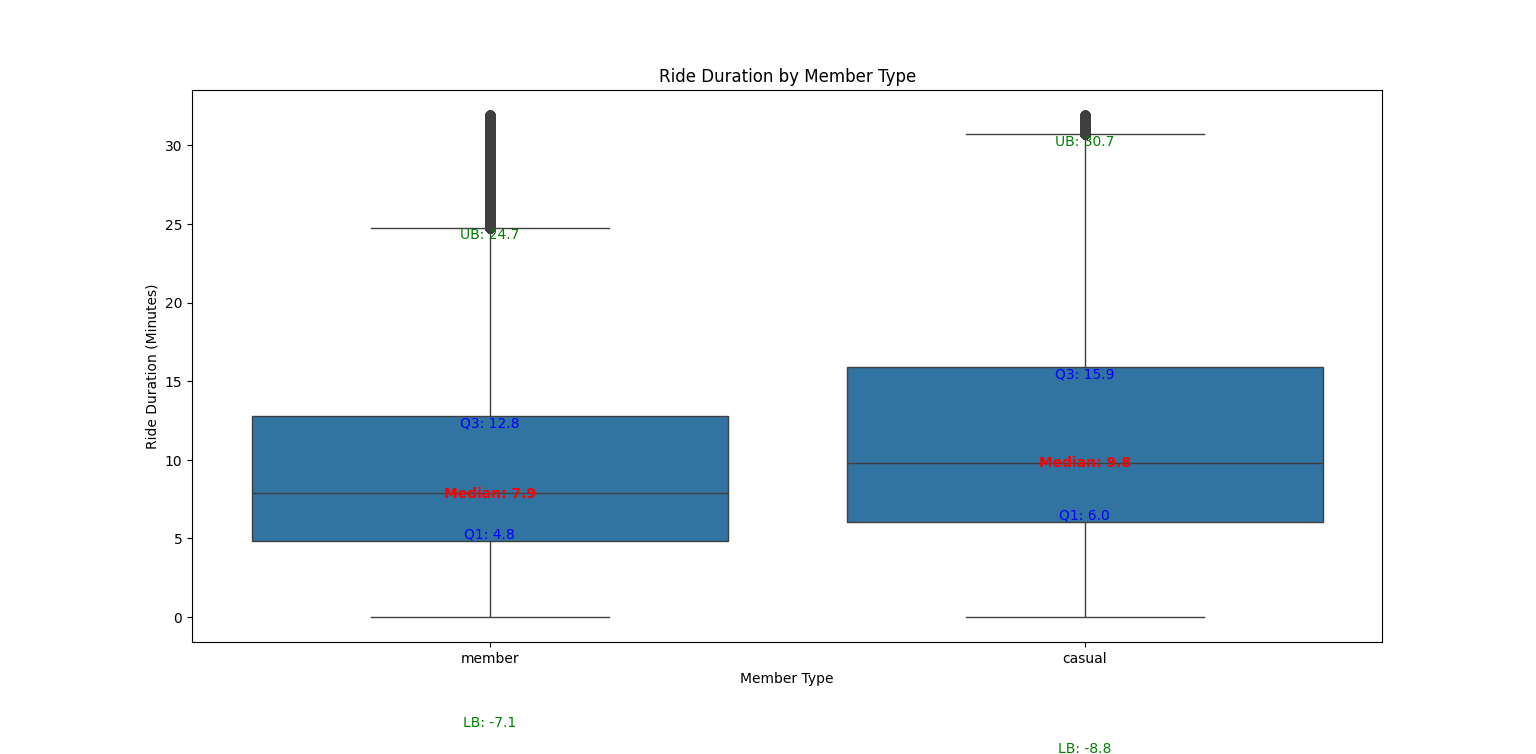 Ride Duration by Member Type
Ride Duration (Minutes)
30
25
20
15
10
5
0
UB: 24.7
Q3: 12.8
Median: 7.9
Q1: 4.8
UB: 30.7
Q3: 15.9
Median: 9.8
Q1: 6.0
member
casual
Member Type
LB: -7.1
LB: -8.8